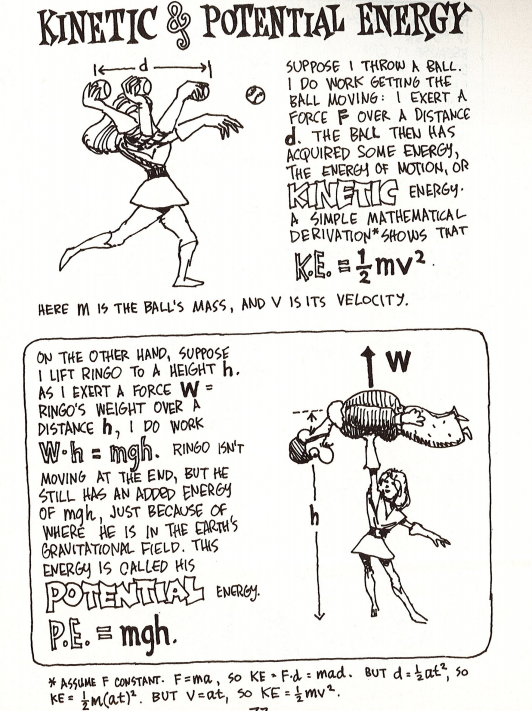 KINETIC & POTENTIAL ENERGY
d
SUPPOSE I THROW A BALL.
I DO WORK GETTING THE
BALL MOVING: I EXERT A
FORCE F OVER A DISTANCE
d. THE BALL THEN HAS
ACQUIRED SOME ENERGY,
THE ENERGY OF MOTION, OR
KINETIC ENERGY.
A SIMPLE MATHEMATICAL
DERIVATION* SHOWS THAT
K.E. = ½mv².
HERE m IS THE BALL'S MASS, AND V IS ITS VELOCITY.
ON THE OTHER HAND, SUPPOSE
I LIFT RINGO TO A HEIGHT h.
AS I EXERT A FORCE W =
RINGO'S WEIGHT OVER A
DISTANCE h, I DO WORK
W·h = mgh. RINGO ISN'T
MOVING AT THE END, BUT HE
STILL HAS AN ADDED ENERGY
OF mgh, JUST BECAUSE OF
WHERE HE IS IN THE EARTH'S
GRAVITATIONAL FIELD. THIS
ENERGY IS CALLED HIS
POTENTIAL ENERGY.
P.E. = mgh.
W
h
* ASSUME F CONSTANT. F=ma, SO KE = F·d = mad. BUT d = ½at², SO
KE = ½m(at)². BUT V=at, SO KE = ½mv².